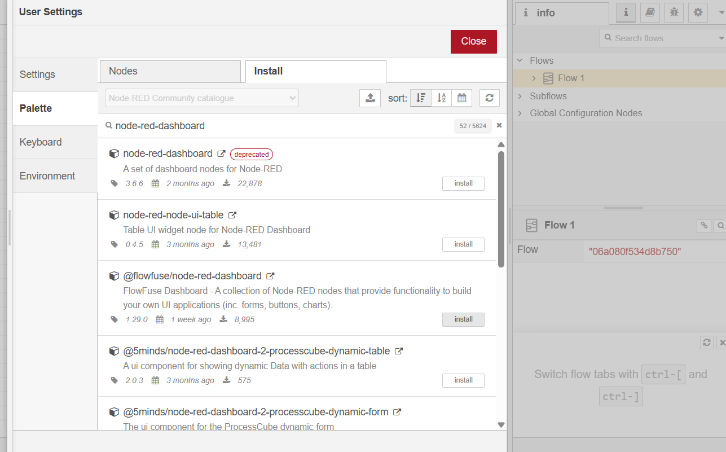 User Settings
Close
Settings
Palette
Keyboard
Environment
Nodes
Install
Node-RED Community catalogue
sort:
node-red-dashboard
52 / 5624
node-red-dashboard deprecated
A set of dashboard nodes for Node-RED
3.6.6 2 months ago 22,878
install
node-red-node-ui-table
Table UI widget node for Node-RED Dashboard
0.4.5 3 months ago 13,481
install
@flowfuse/node-red-dashboard
FlowFuse Dashboard - A collection of Node-RED nodes that provide functionality to build
your own UI applications (inc. forms, buttons, charts).
1.29.0 1 week ago 8,995
install
@5minds/node-red-dashboard-2-processcube-dynamic-table
A ui component for showing dynamic Data with actions in a table
2.0.3 3 months ago 575
install
@5minds/node-red-dashboard-2-processcube-dynamic-form
The ui component for the ProcessCube dynamic-form
info
Search flows
Flows
Flow 1
Subflows
Global Configuration Nodes
Flow 1
Flow "06a080f534d8b750"
Switch flow tabs with ctrl-[ and
ctrl-]